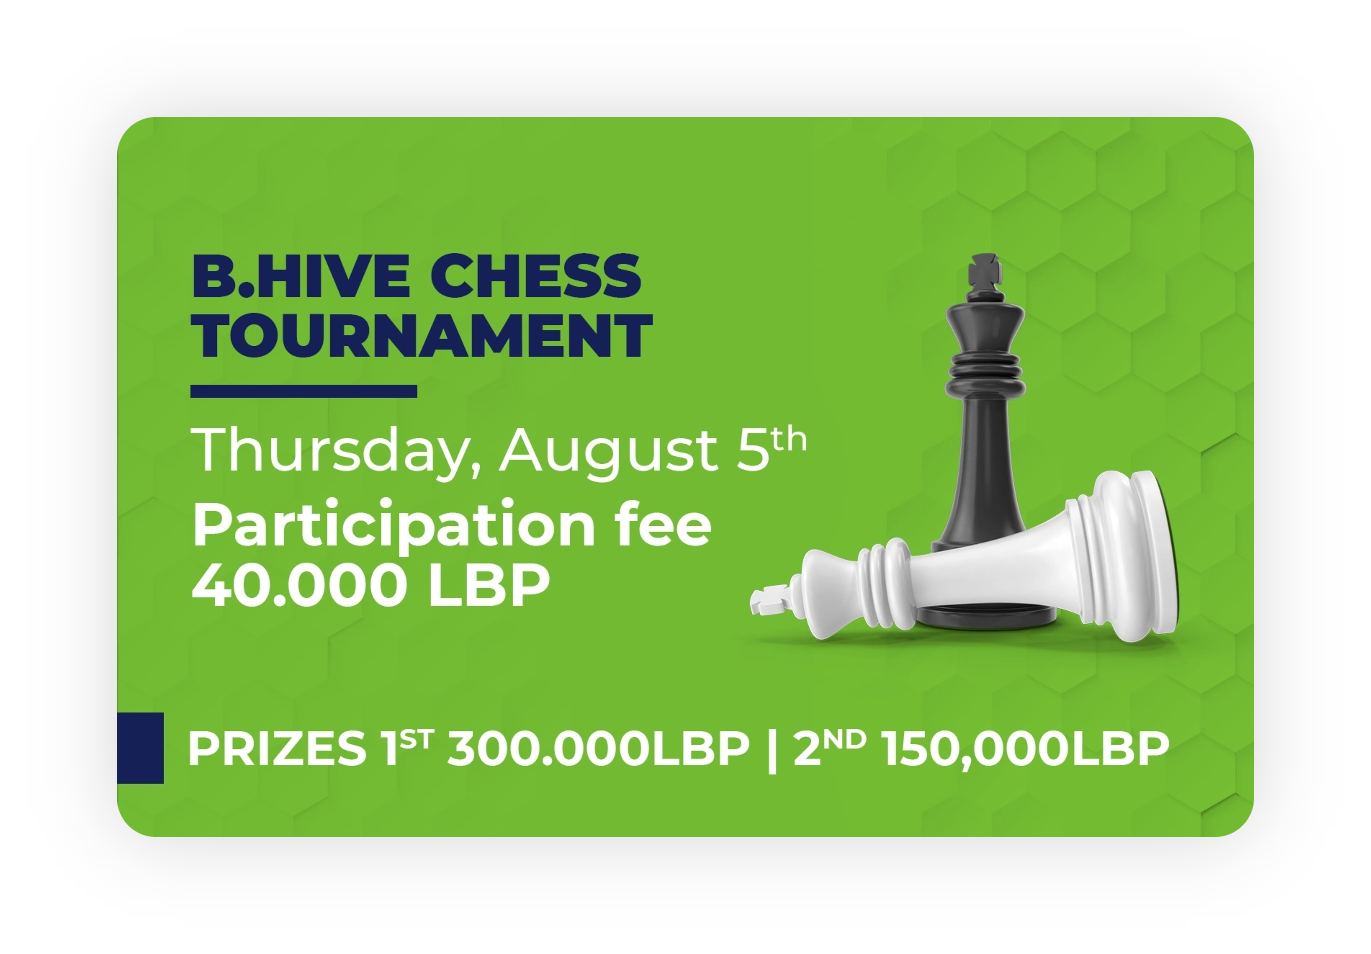 B.HIVE CHESS
TOURNAMENT
Thursday, August 5th
Participation fee
40.000 LBP
PRIZES 1ST 300.000LBP | 2ND 150,000LBP